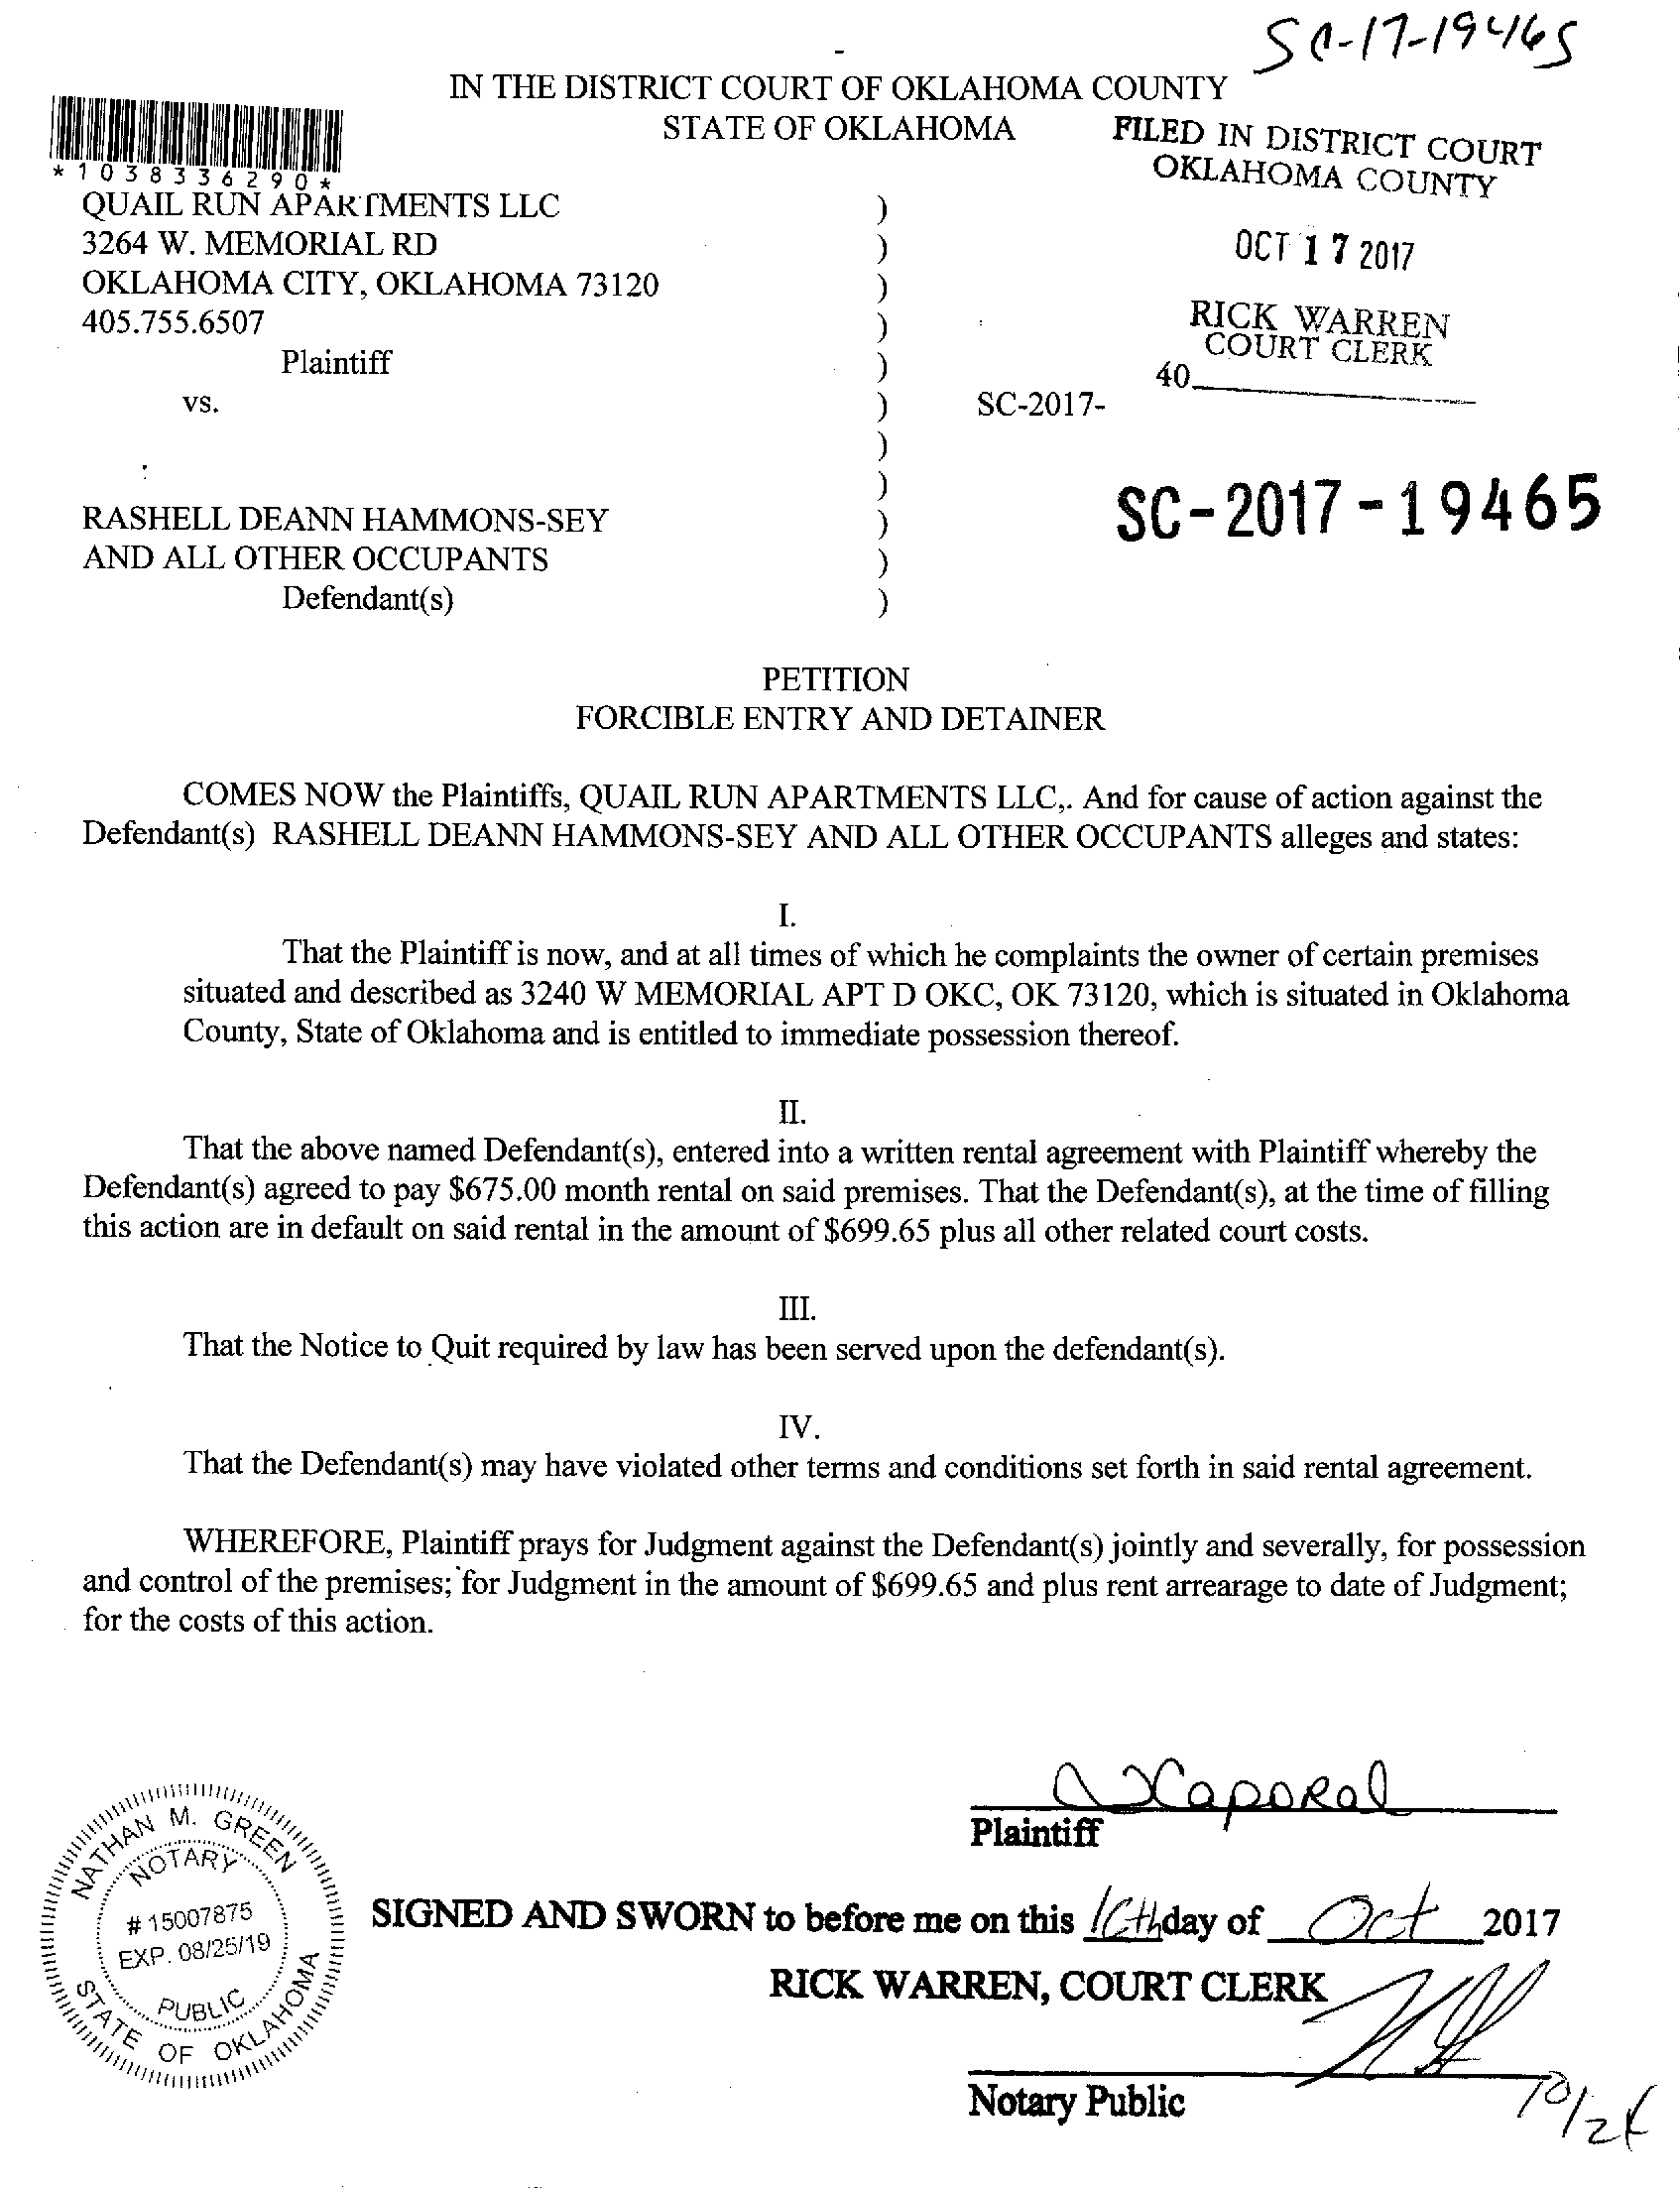 SC-17-19465
IN THE DISTRICT COURT OF OKLAHOMA COUNTY
STATE OF OKLAHOMA
FILED IN DISTRICT COURT
OKLAHOMA COUNTY
*1038336290*
QUAIL RUN APARTMENTS LLC )
3264 W. MEMORIAL RD )
OCT 17 2017
OKLAHOMA CITY, OKLAHOMA 73120 )
405.755.6507 )
RICK WARREN
COURT CLERK
Plaintiff )
40
vs. ) SC-2017-
)
)
SC-2017-19465
RASHELL DEANN HAMMONS-SEY )
AND ALL OTHER OCCUPANTS )
Defendant(s) )
PETITION
FORCIBLE ENTRY AND DETAINER
COMES NOW the Plaintiffs, QUAIL RUN APARTMENTS LLC,. And for cause of action against the
Defendant(s) RASHELL DEANN HAMMONS-SEY AND ALL OTHER OCCUPANTS alleges and states:
I.
That the Plaintiff is now, and at all times of which he complaints the owner of certain premises
situated and described as 3240 W MEMORIAL APT D OKC, OK 73120, which is situated in Oklahoma
County, State of Oklahoma and is entitled to immediate possession thereof.
II.
That the above named Defendant(s), entered into a written rental agreement with Plaintiff whereby the
Defendant(s) agreed to pay $675.00 month rental on said premises. That the Defendant(s), at the time of filling
this action are in default on said rental in the amount of $699.65 plus all other related court costs.
III.
That the Notice to Quit required by law has been served upon the defendant(s).
IV.
That the Defendant(s) may have violated other terms and conditions set forth in said rental agreement.
WHEREFORE, Plaintiff prays for Judgment against the Defendant(s) jointly and severally, for possession
and control of the premises; for Judgment in the amount of $699.65 and plus rent arrearage to date of Judgment;
for the costs of this action.
Caporal
Plaintiff
NATHAN M. GREEN
NOTARY
# 15007875
EXP. 08/25/19
PUBLIC
STATE OF OKLAHOMA
SIGNED AND SWORN to before me on this 16th day of Oct 2017
RICK WARREN, COURT CLERK
Notary Public